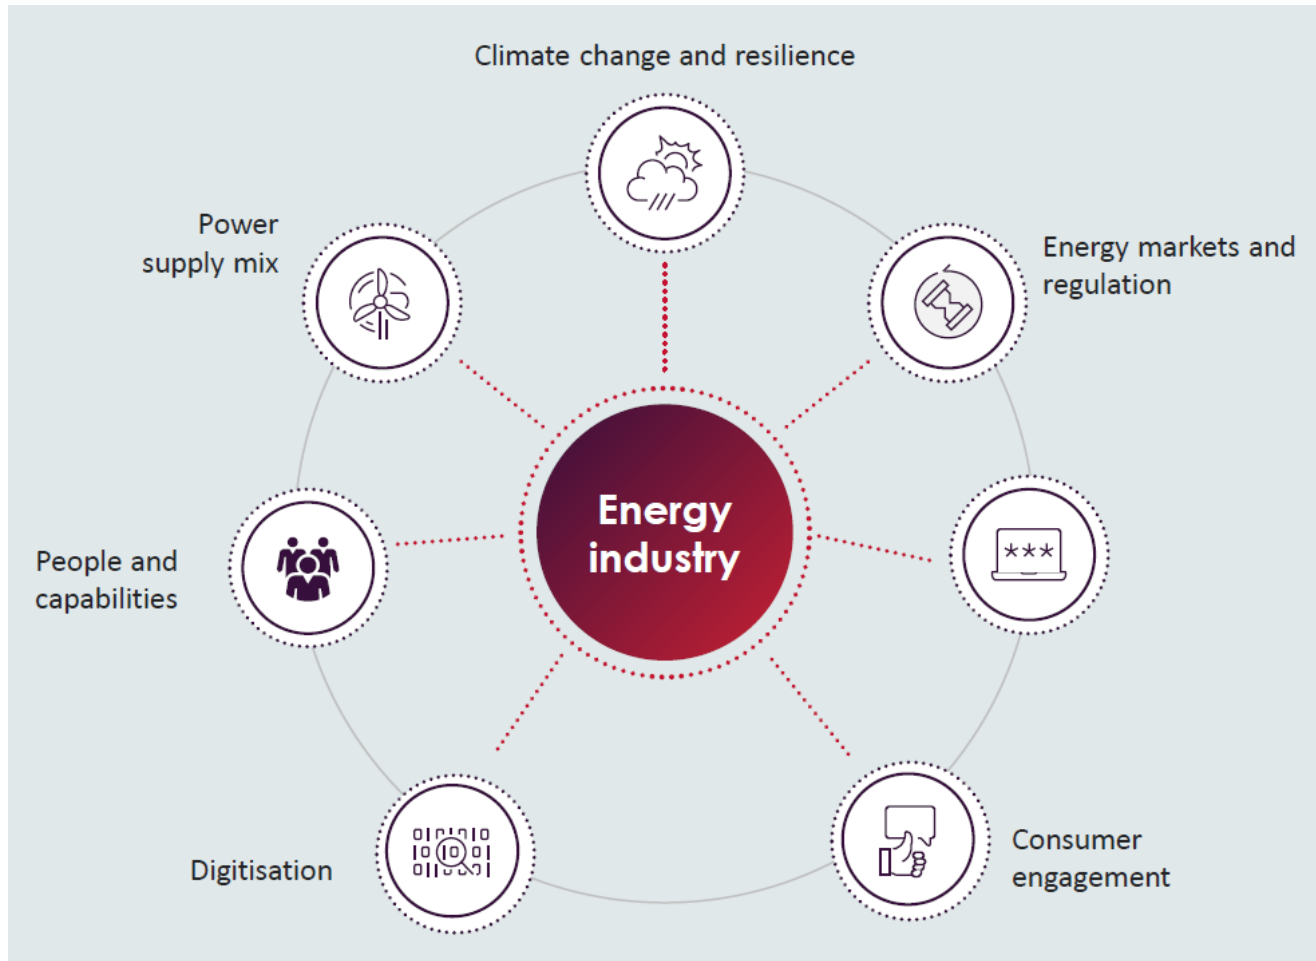 Climate change and resilience
Power
supply mix
Energy markets and
regulation
Energy
industry
***
People and
capabilities
Digitisation
Consumer
engagement